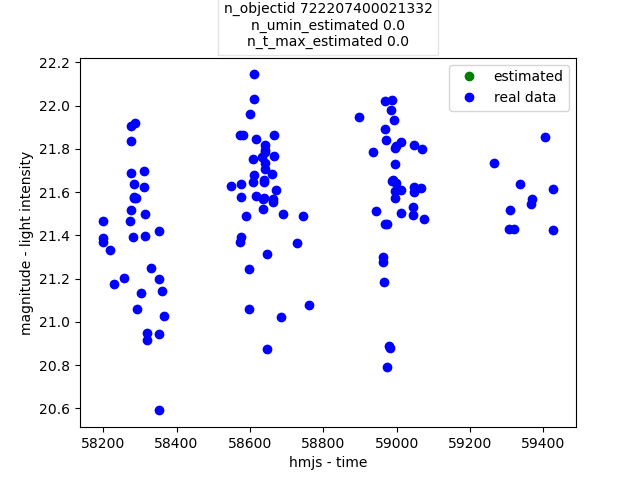 n_objectid 722207400021332
n_umin_estimated 0.0
n_t_max_estimated 0.0
estimated
real data
magnitude - light intensity
22.2
22.0
21.8
21.6
21.4
21.2
21.0
20.8
20.6
58200 58400 58600 58800 59000 59200 59400
hmjs - time